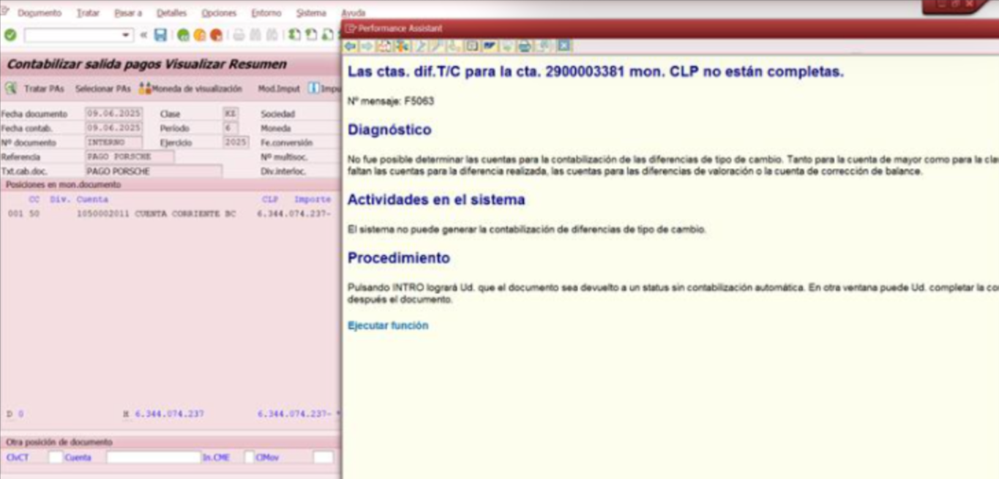 Documento Tratar Pasar a Detalles Opciones Entorno Sistema Ayuda
Contabilizar salida pagos Visualizar Resumen
Tratar PAs Selecionar PAs Moneda de visualización Mod.Imput Impu
Fecha documento 09.06.2025 Clase KZ Sociedad
Fecha contab. 09.06.2025 Período 6 Moneda
Nº documento INTERNO Ejercicio 2025 Fe.conversión
Referencia PAGO PORSCHE Nº multisoc.
Txt.cab.doc. PAGO PORSCHE Div.interloc.
Posiciones en mon.documento
CC Div. Cuenta CLP Importe
001 50 1050002011 CUENTA CORRIENTE BC 6.344.074.237-
D 0 H 6.344.074.237 6.344.074.237- *
Otra posición de documento
ClvCT Cuenta In.CME ClMov
Performance Assistant
Las ctas. dif.T/C para la cta. 2900003381 mon. CLP no están completas.
Nº mensaje: F5063
Diagnóstico
No fue posible determinar las cuentas para la contabilización de las diferencias de tipo de cambio. Tanto para la cuenta de mayor como para la cla
faltan las cuentas para la diferencia realizada, las cuentas para las diferencias de valoración o la cuenta de corrección de balance.
Actividades en el sistema
El sistema no puede generar la contabilización de diferencias de tipo de cambio.
Procedimiento
Pulsando INTRO logrará Ud. que el documento sea devuelto a un status sin contabilización automática. En otra ventana puede Ud. completar la co
después el documento.
Ejecutar función